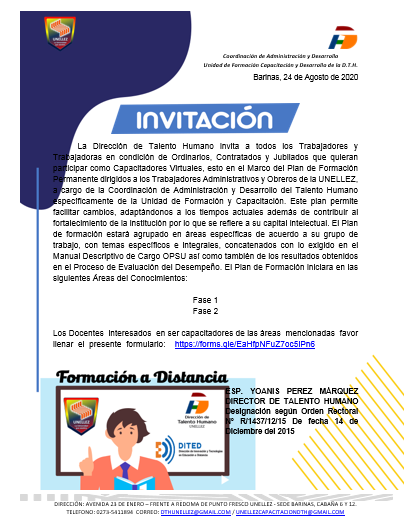 UNELLEZ
Coordinación de Administración y Desarrollo
Unidad de Formación Capacitación y Desarrollo de la D.T.H.
Barinas, 24 de Agosto de 2020
INVITACIÓN
La Dirección de Talento Humano invita a todos los Trabajadores y
Trabajadoras en condición de Ordinarios, Contratados y Jubilados que quieran
participar como Capacitadores Virtuales, esto en el Marco del Plan de Formación
Permanente dirigidos a los Trabajadores Administrativos y Obreros de la UNELLEZ,
a cargo de la Coordinación de Administración y Desarrollo del Talento Humano
específicamente de la Unidad de Formación y Capacitación. Este plan permite
facilitar cambios, adaptándonos a los tiempos actuales además de contribuir al
fortalecimiento de la institución por lo que se refiere a su capital intelectual. El Plan
de formación estará agrupado en áreas específicas de acuerdo a su grupo de
trabajo, con temas específicos e integrales, concatenados con lo exigido en el
Manual Descriptivo de Cargo OPSU así como también de los resultados obtenidos
en el Proceso de Evaluación del Desempeño. El Plan de Formación iniciara en las
siguientes Áreas del Conocimientos:
Fase 1
Fase 2
Los Docentes interesados en ser capacitadores de las áreas mencionadas favor
llenar el presente formulario: https://forms.gle/EaHfpNFuZ7oc5iPn6
Formación a Distancia
ESP. YOANIS PEREZ MÁRQUEZ
DIRECTOR DE TALENTO HUMANO
Designación según Orden Rectoral
N° R/1437/12/15 De fecha 14 de
Diciembre del 2015
UNELLEZ
Dirección de
Talento Humano
UNELLEZ
DITED
DIRECCIÓN: AVENIDA 23 DE ENERO – FRENTE A REDOMA DE PUNTO FRESCO UNELLEZ - SEDE BARINAS, CABAÑA 6 Y 12.
TELEFONO: 0273-5411894 CORREO: DTHUNELLEZ@GMAIL.COM / UNELLEZCAPACITACIONDTH@GMAIL.COM